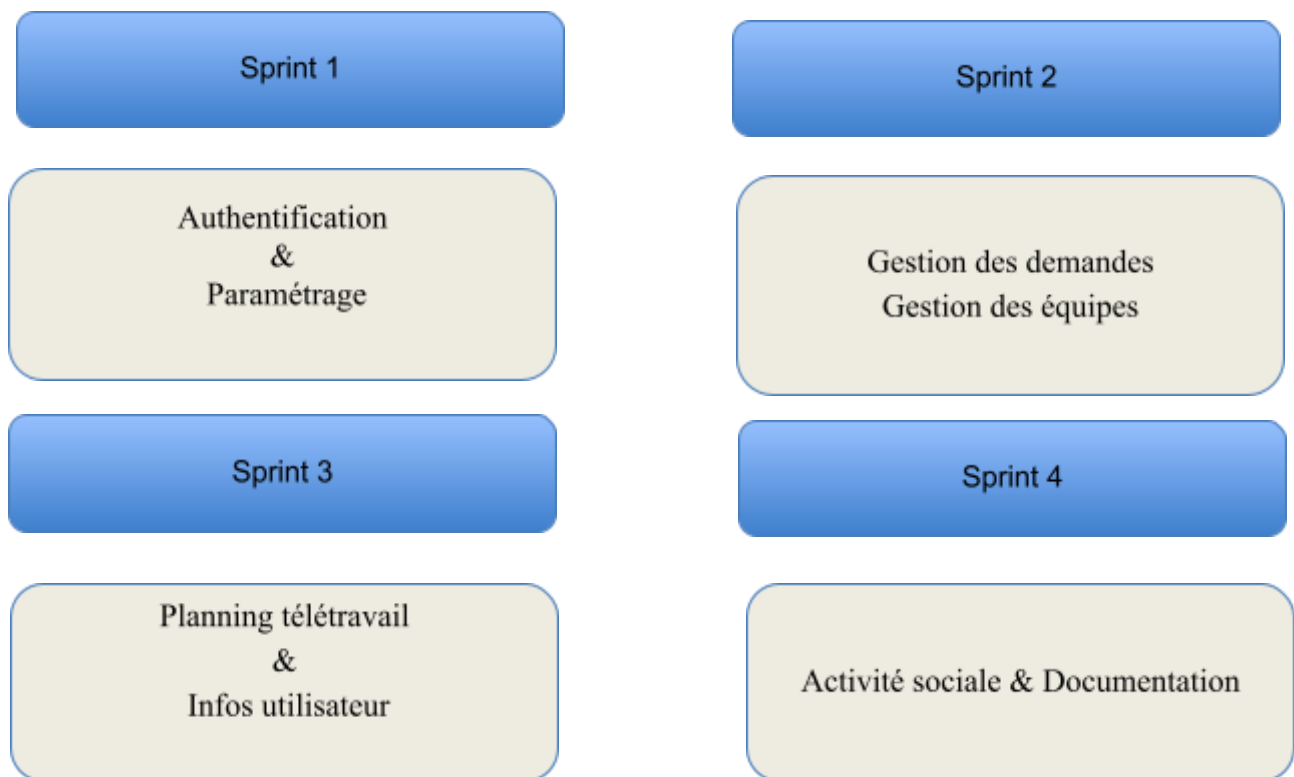 Sprint 1
Sprint 2
Authentification
&
Paramétrage
Gestion des demandes
Gestion des équipes
Sprint 3
Sprint 4
Planning télétravail
&
Infos utilisateur
Activité sociale & Documentation